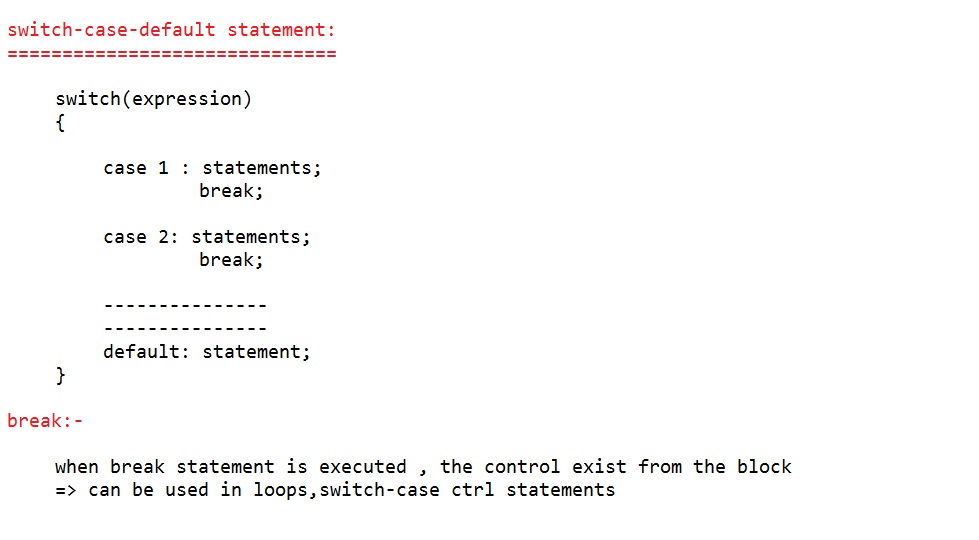 switch-case-default statement:
==============================
switch(expression)
{
case 1 : statements;
break;
case 2: statements;
break;
---------------
---------------
default: statement;
}
break:-
when break statement is executed , the control exist from the block
=> can be used in loops,switch-case ctrl statements